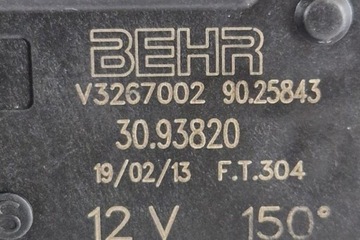 BEHR
V3267002 90.25843
30.93820
19/02/13 F.T.304
12 V 150°